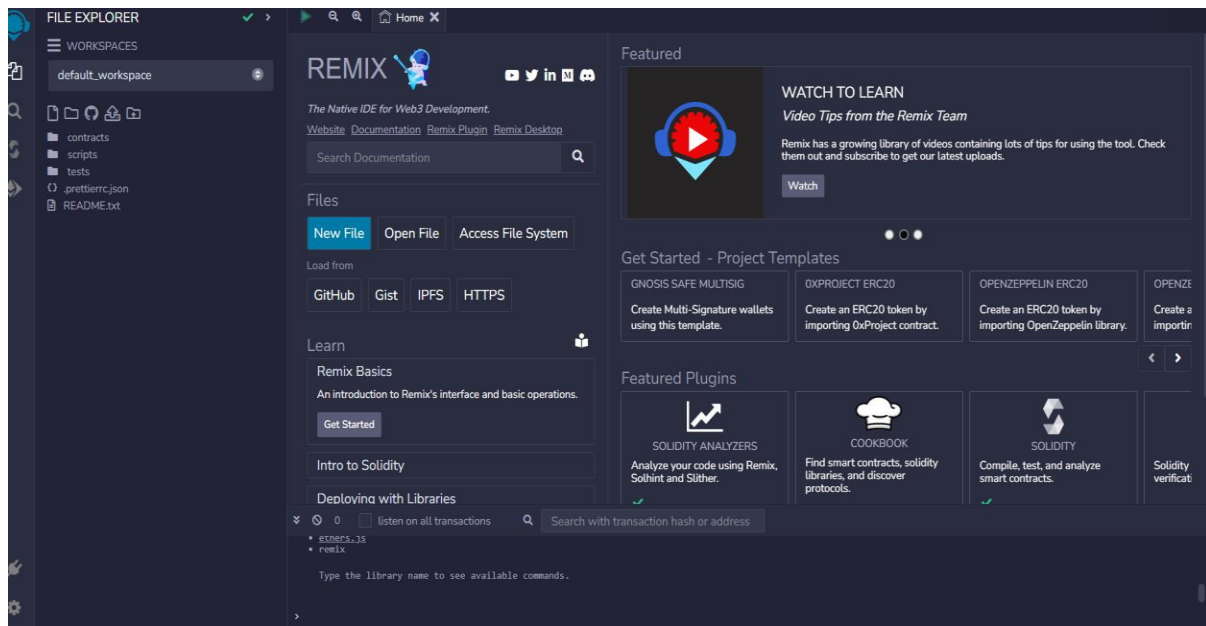 FILE EXPLORER
WORKSPACES
default_workspace
contracts
scripts
tests
.prettierrc.json
README.txt
Home
REMIX
The Native IDE for Web3 Development.
Website Documentation Remix Plugin Remix Desktop
Search Documentation
Files
New File Open File Access File System
Load from
GitHub Gist IPFS HTTPS
Learn
Remix Basics
An introduction to Remix's interface and basic operations.
Get Started
Intro to Solidity
Deploying with Libraries
Featured
WATCH TO LEARN
Video Tips from the Remix Team
Remix has a growing library of videos containing lots of tips for using the tool. Check
them out and subscribe to get our latest uploads.
Watch
Get Started - Project Templates
GNOSIS SAFE MULTISIG
Create Multi-Signature wallets
using this template.
0XPROJECT ERC20
Create an ERC20 token by
importing 0xProject contract.
OPENZEPPELIN ERC20
Create an ERC20 token by
importing OpenZeppelin library.
OPENZE
Create a
importin
Featured Plugins
SOLIDITY ANALYZERS
Analyze your code using Remix,
Solhint and Slither.
COOKBOOK
Find smart contracts, solidity
libraries, and discover
protocols.
SOLIDITY
Compile, test, and analyze
smart contracts.
Solidity
verificati
0 listen on all transactions Search with transaction hash or address
• ethers.js
• remix
Type the library name to see available commands.
>